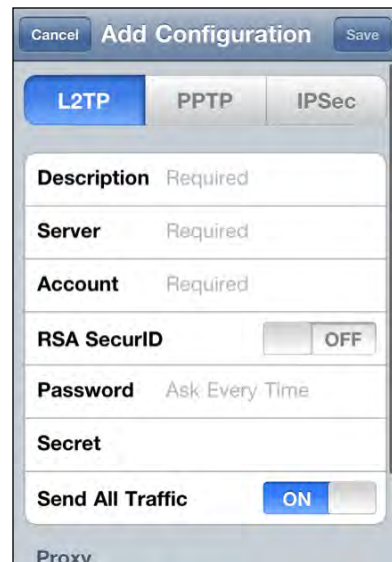 Cancel Add Configuration Save
L2TP PPTP IPSec
Description Required
Server Required
Account Required
RSA SecurID OFF
Password Ask Every Time
Secret
Send All Traffic ON
Proxy